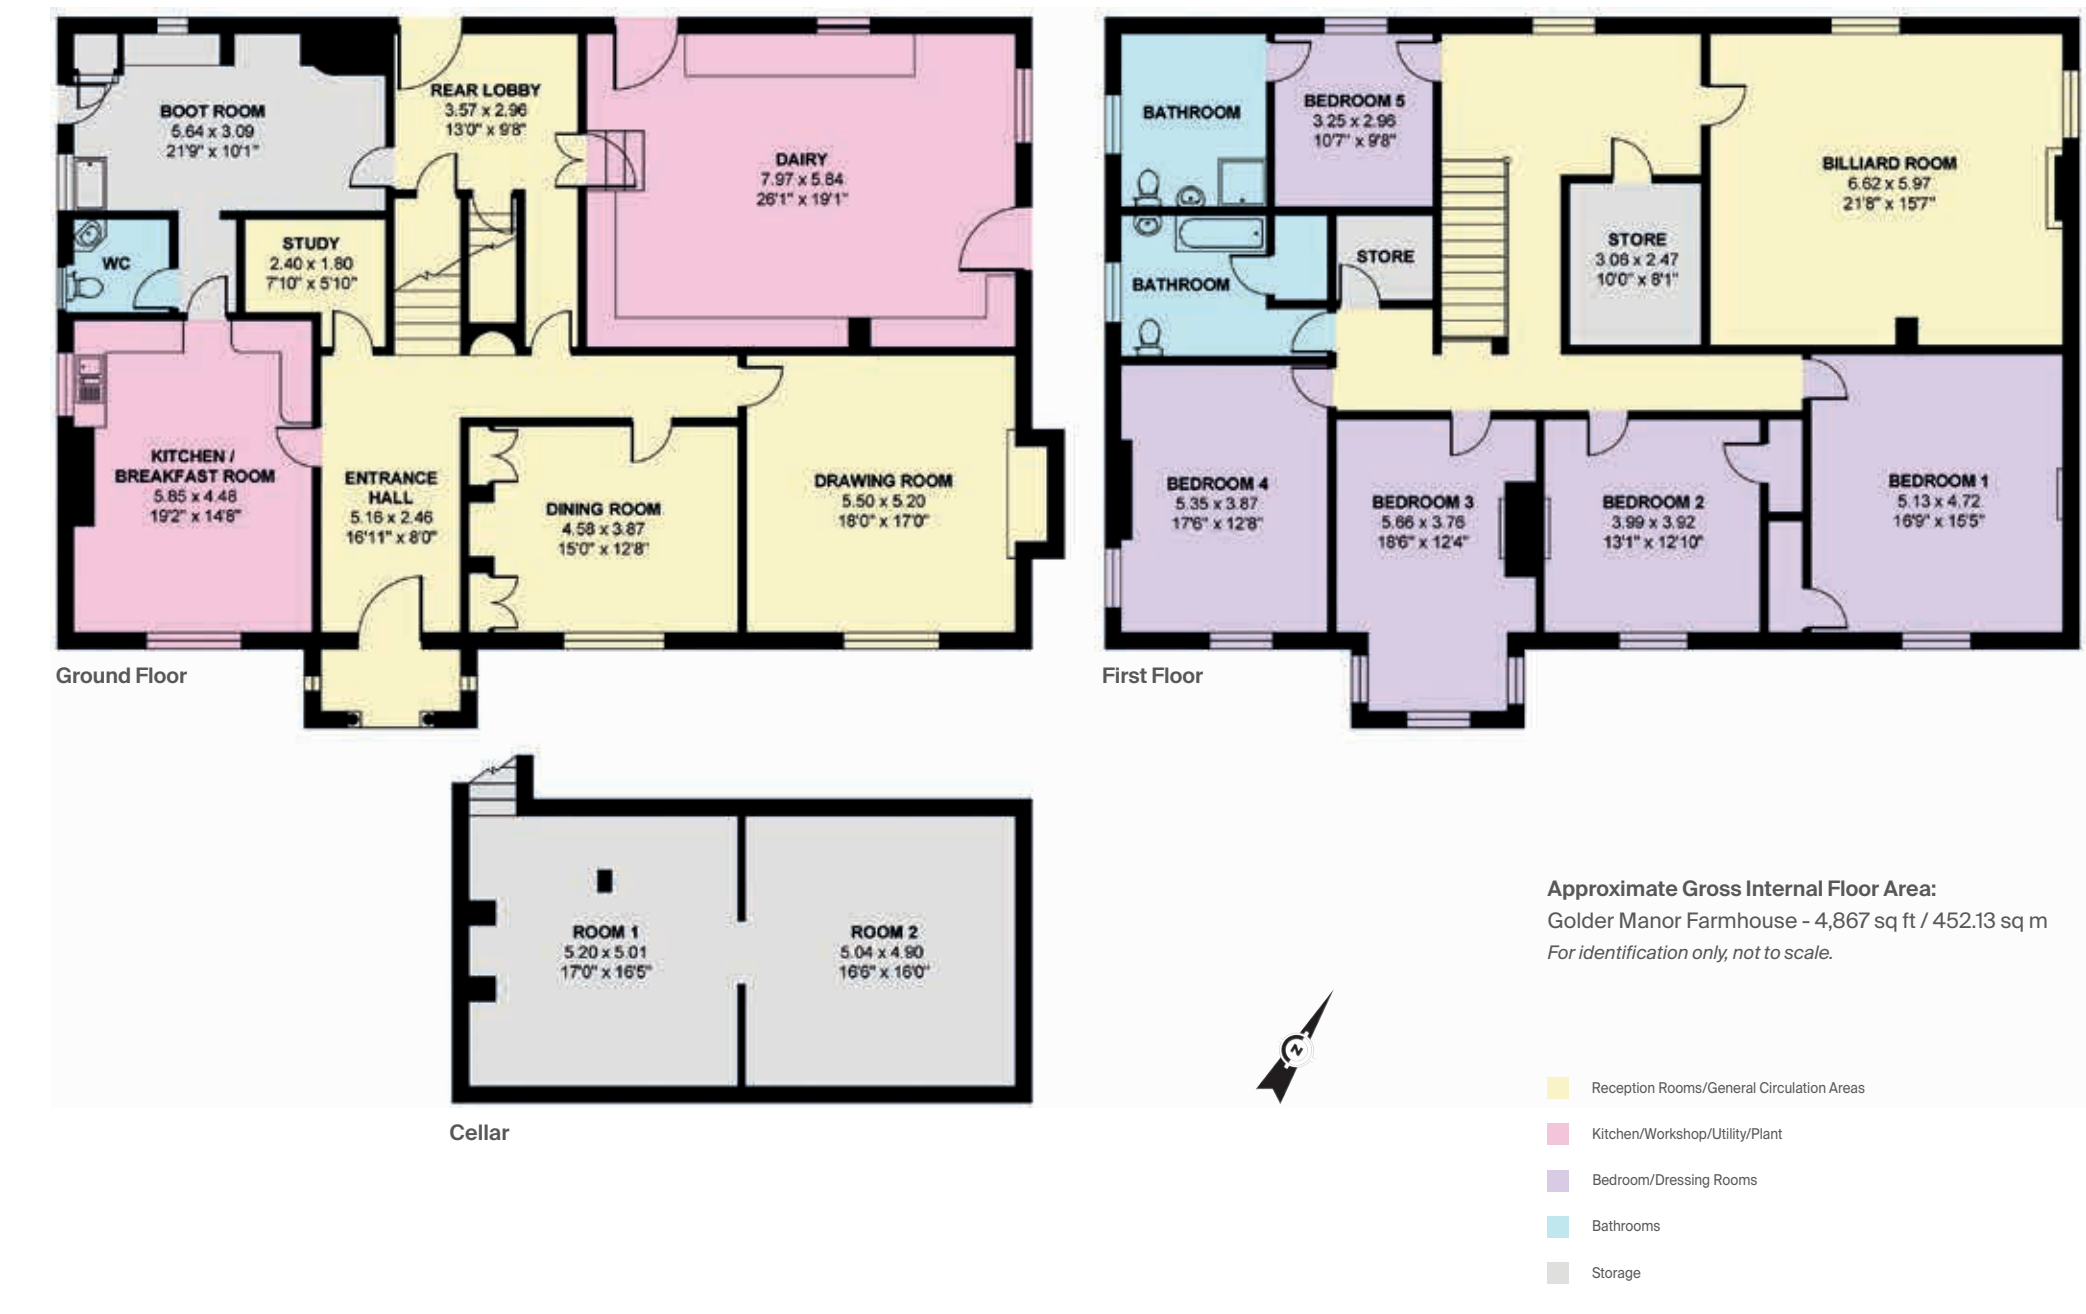 BOOT ROOM
5.64 x 3.09
21'9" x 10'1"
REAR LOBBY
3.57 x 2.96
13'0" x 9'8"
DAIRY
7.97 x 5.84
26'1" x 19'1"
WC
STUDY
2.40 x 1.80
7'10" x 5'10"
KITCHEN /
BREAKFAST ROOM
5.85 x 4.48
19'2" x 14'8"
ENTRANCE
HALL
5.16 x 2.46
16'11" x 8'0"
DINING ROOM
4.58 x 3.87
15'0" x 12'8"
DRAWING ROOM
5.50 x 5.20
18'0" x 17'0"
Ground Floor
BATHROOM
BEDROOM 5
3.25 x 2.96
10'7" x 9'8"
BILLIARD ROOM
6.62 x 5.97
21'8" x 15'7"
BATHROOM
STORE
STORE
3.06 x 2.47
10'0" x 8'1"
BEDROOM 4
5.35 x 3.87
17'6" x 12'8"
BEDROOM 3
5.66 x 3.76
18'6" x 12'4"
BEDROOM 2
3.99 x 3.92
13'1" x 12'10"
BEDROOM 1
5.13 x 4.72
16'9" x 15'5"
First Floor
ROOM 1
5.20 x 5.01
17'0" x 16'5"
ROOM 2
5.04 x 4.90
16'6" x 16'0"
Cellar
Approximate Gross Internal Floor Area:
Golder Manor Farmhouse - 4,867 sq ft / 452.13 sq m
For identification only, not to scale.
N
Reception Rooms/General Circulation Areas
Kitchen/Workshop/Utility/Plant
Bedroom/Dressing Rooms
Bathrooms
Storage